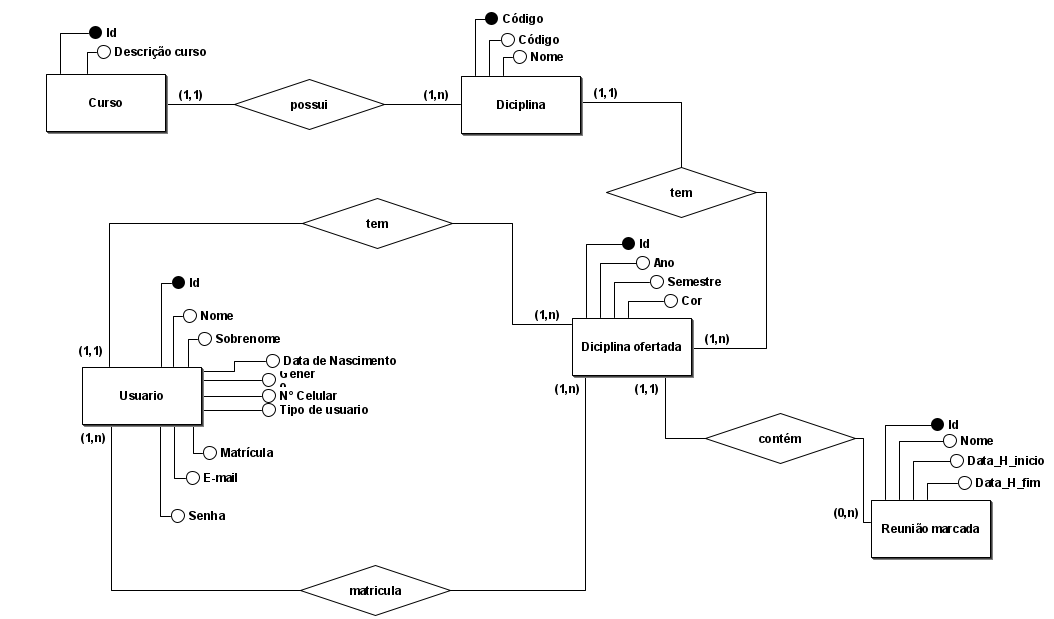 Id
Descrição curso
Curso
(1,1)
possui
(1,n)
Código
Código
Nome
Diciplina
(1,1)
tem
(1,n)
tem
(1,1)
(1,n)
Id
Ano
Semestre
Cor
Diciplina ofertada
Id
Nome
Sobrenome
Data de Nascimento
Gener
o
Nº Celular
Tipo de usuario
Usuario
(1,n)
Matrícula
E-mail
Senha
(1,n)
matricula
(1,1)
contém
(0,n)
Id
Nome
Data_H_inicio
Data_H_fim
Reunião marcada